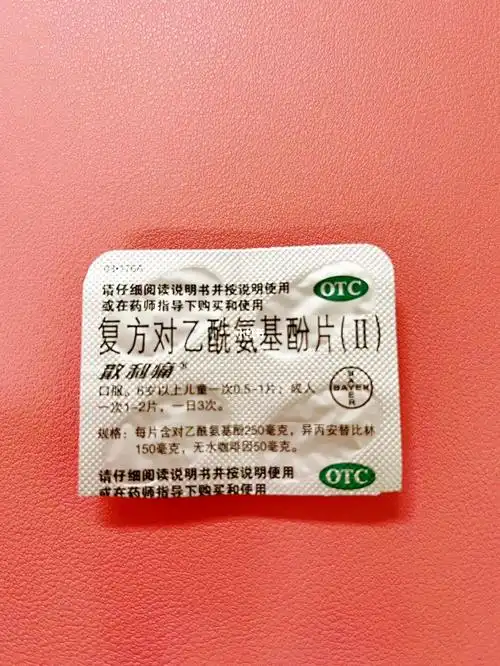 请仔细阅读说明书并按说明使用
或在药师指导下购买和使用
OTC
复方对乙酰氨基酚片(II)
散利痛®
口服。6岁以上儿童一次0.5-1片;成人
一次1-2片,一日3次。
BAYER
BAYER
规格:每片含对乙酰氨基酚250毫克,异丙安替比林
150毫克,无水咖啡因50毫克。
请仔细阅读说明书并按说明使用
或在药师指导下购买和使用
OTC